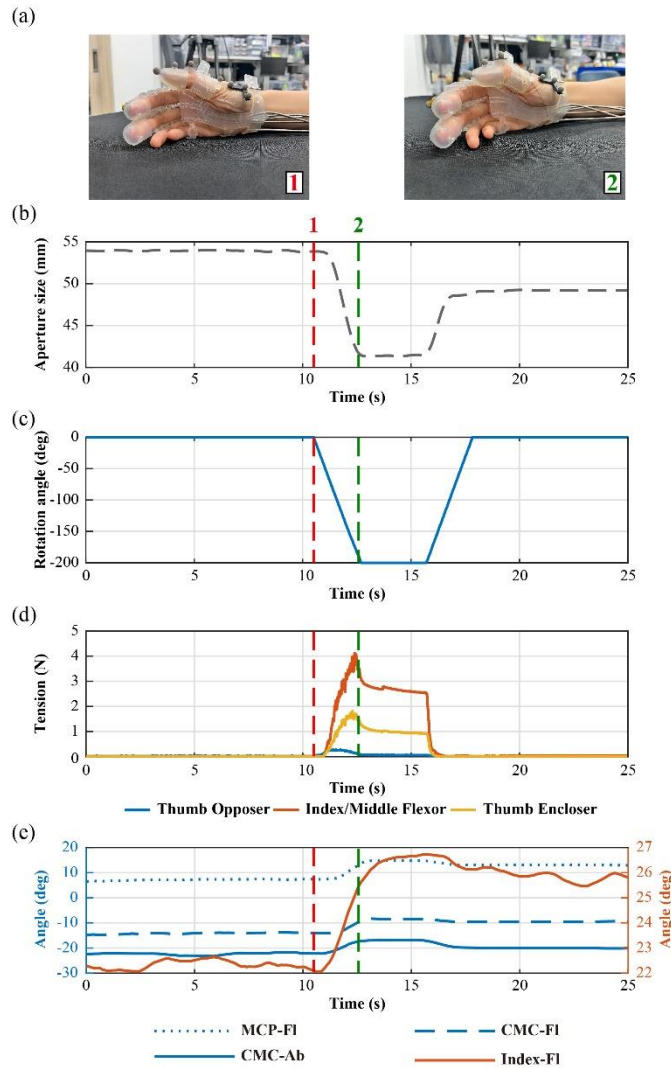 (a)
1
2
(b)
1 2
Aperture size (mm)
55
50
45
40
0 5 10 15 20 25
Time (s)
(c)
Rotation angle (deg)
0
-50
-100
-150
-200
0 5 10 15 20 25
Time (s)
(d)
Tension (N)
5
4
3
2
1
0
0 5 10 15 20 25
Time (s)
Thumb Opposer Index/Middle Flexor Thumb Encloser
(e)
Angle (deg)
20
10
0
-10
-20
-30
27
26
25
24
23
22
Angle (deg)
0 5 10 15 20 25
Time (s)
MCP-Fl CMC-Fl
CMC-Ab Index-Fl